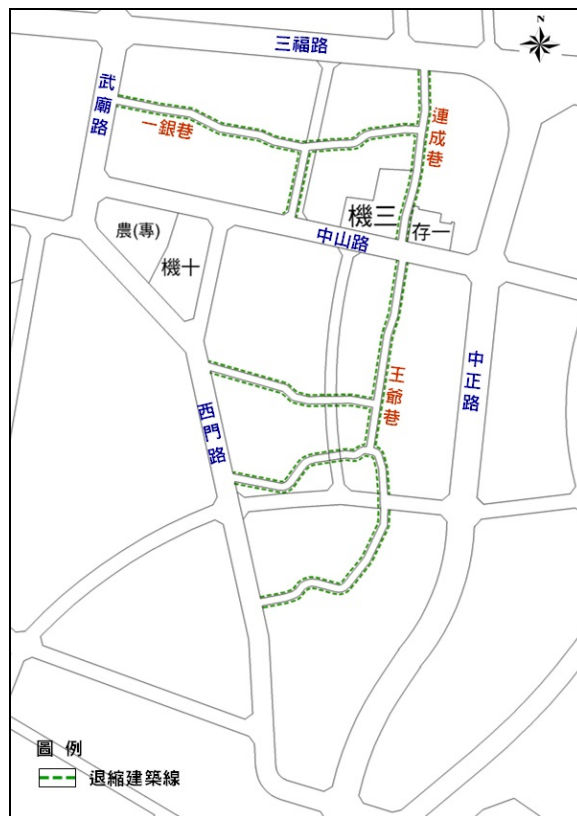 N
三福路
武廟路
一銀巷
連成巷
機三
存一
中山路
農(專)
機十
王爺巷
中正路
西門路
圖 例
退縮建築線